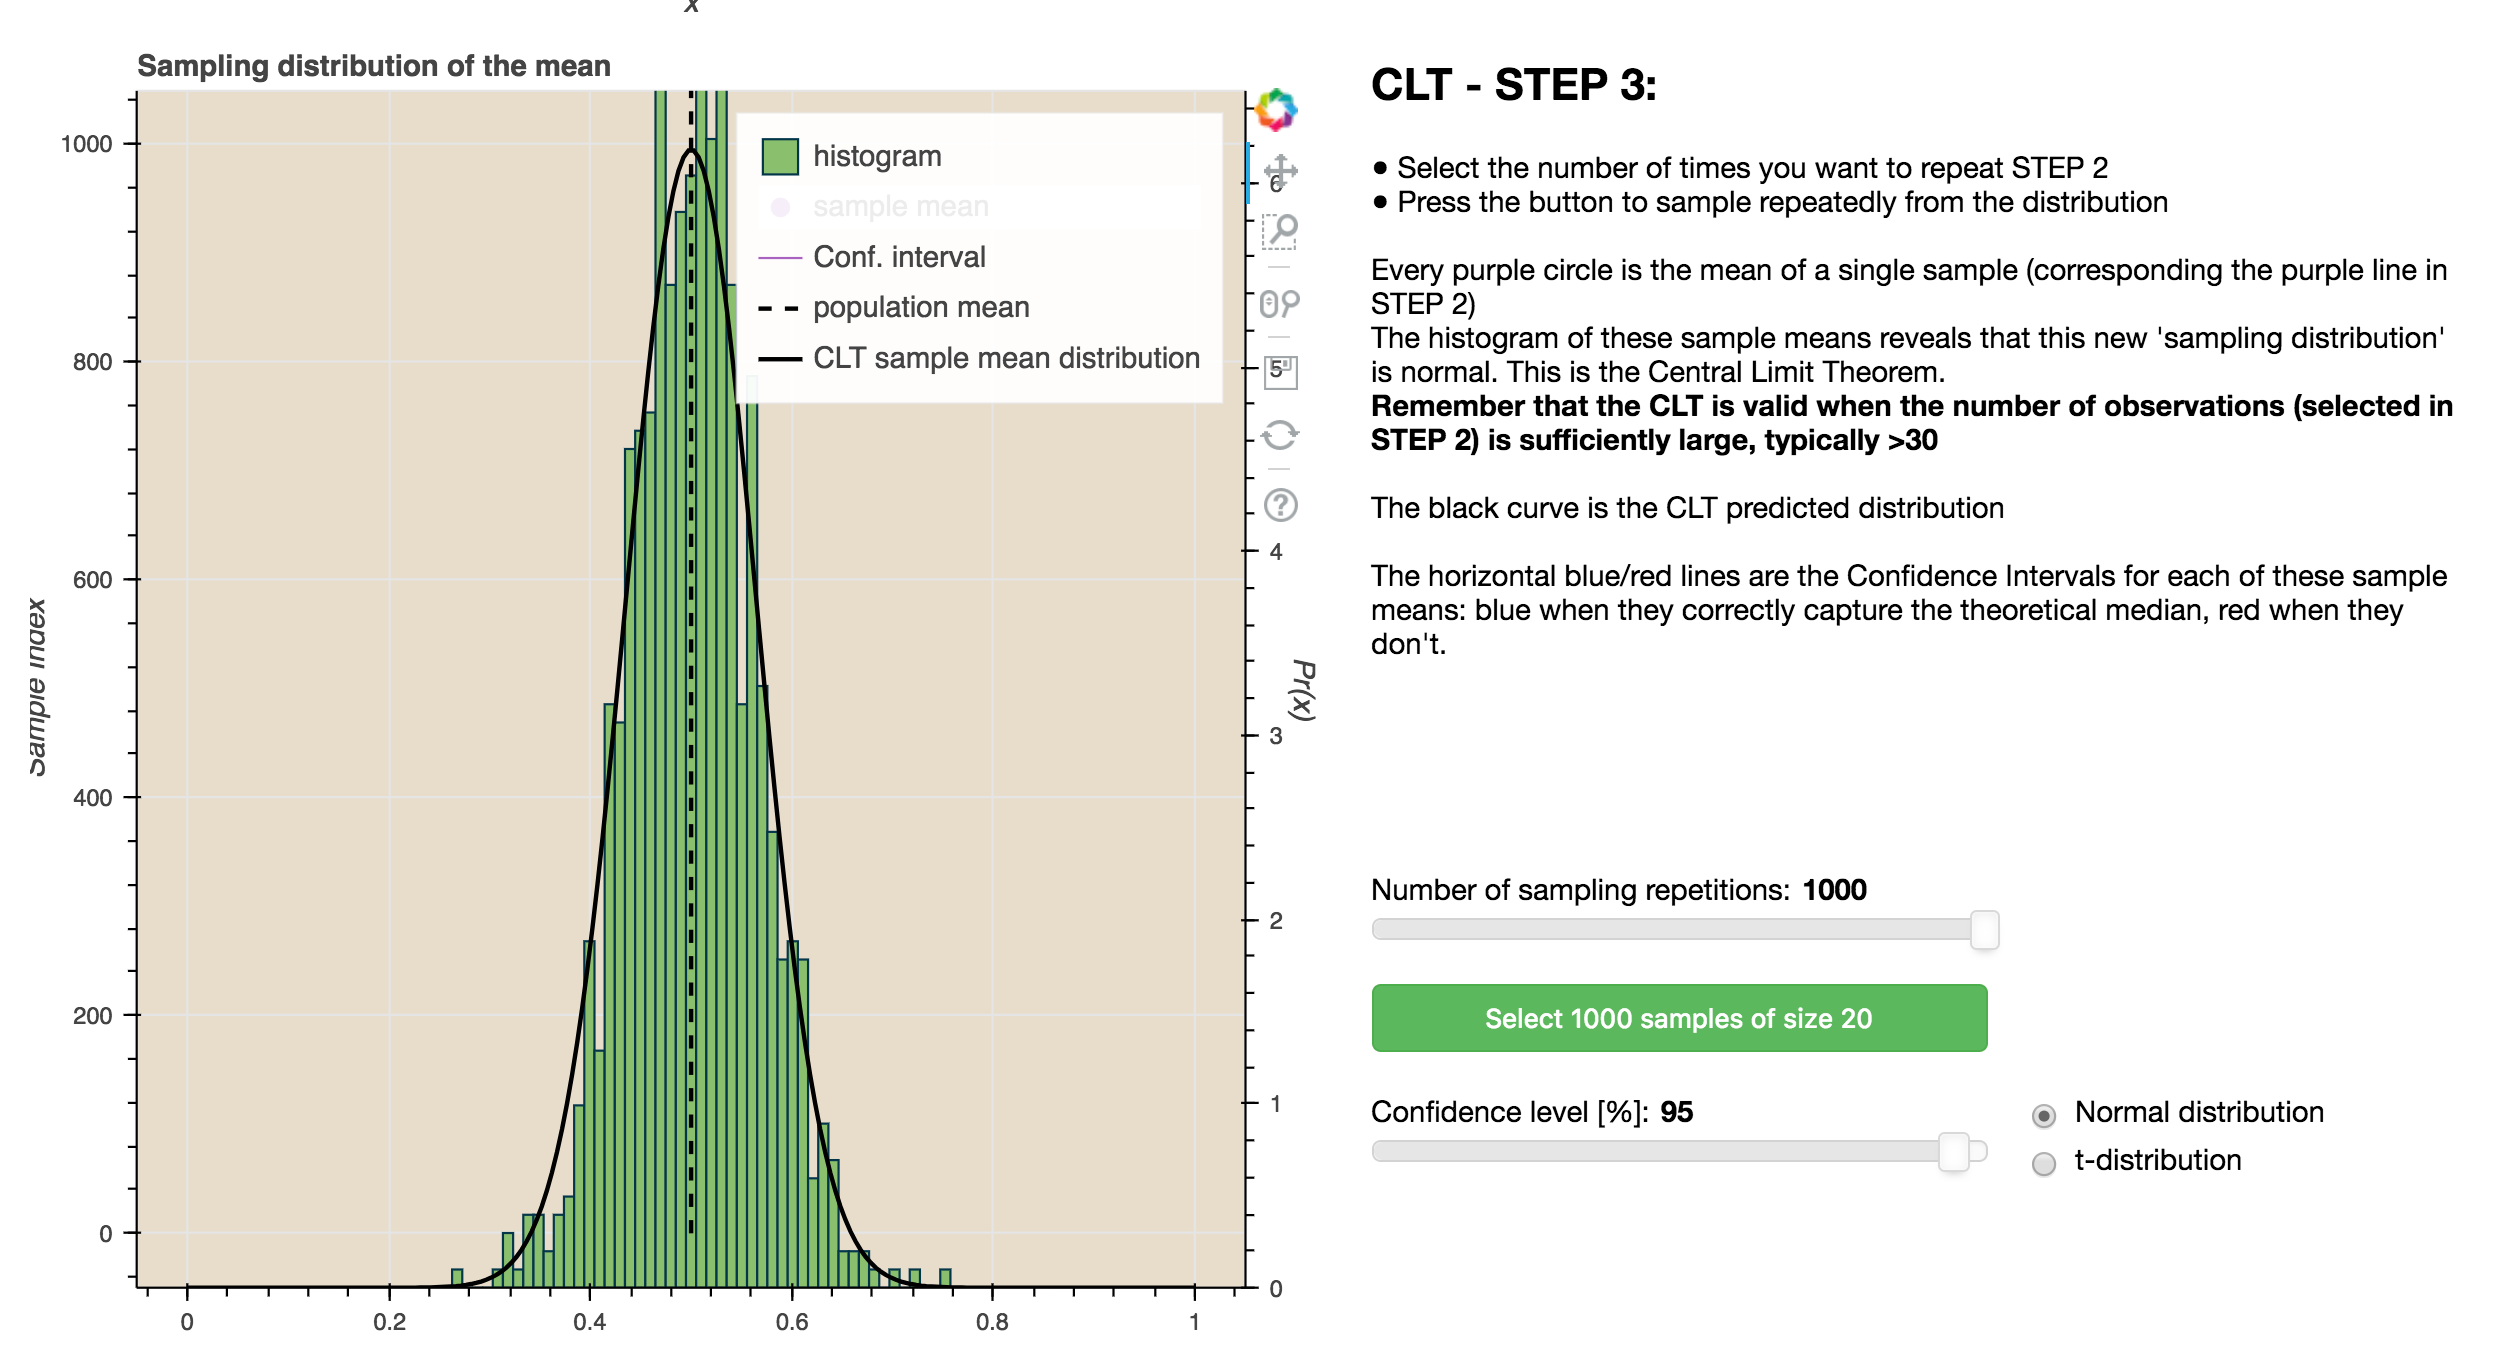 x
Sampling distribution of the mean
1000
800
600
400
200
0
Sample index
histogram
sample mean
Conf. interval
population mean
CLT sample mean distribution
6
5
4
3
2
1
0
Pr(x)
0 0.2 0.4 0.6 0.8 1
CLT - STEP 3:
● Select the number of times you want to repeat STEP 2
● Press the button to sample repeatedly from the distribution
Every purple circle is the mean of a single sample (corresponding the purple line in
STEP 2)
The histogram of these sample means reveals that this new 'sampling distribution'
is normal. This is the Central Limit Theorem.
Remember that the CLT is valid when the number of observations (selected in
STEP 2) is sufficiently large, typically >30
The black curve is the CLT predicted distribution
The horizontal blue/red lines are the Confidence Intervals for each of these sample
means: blue when they correctly capture the theoretical median, red when they
don't.
Number of sampling repetitions: 1000
Select 1000 samples of size 20
Confidence level [%]: 95
Normal distribution
t-distribution